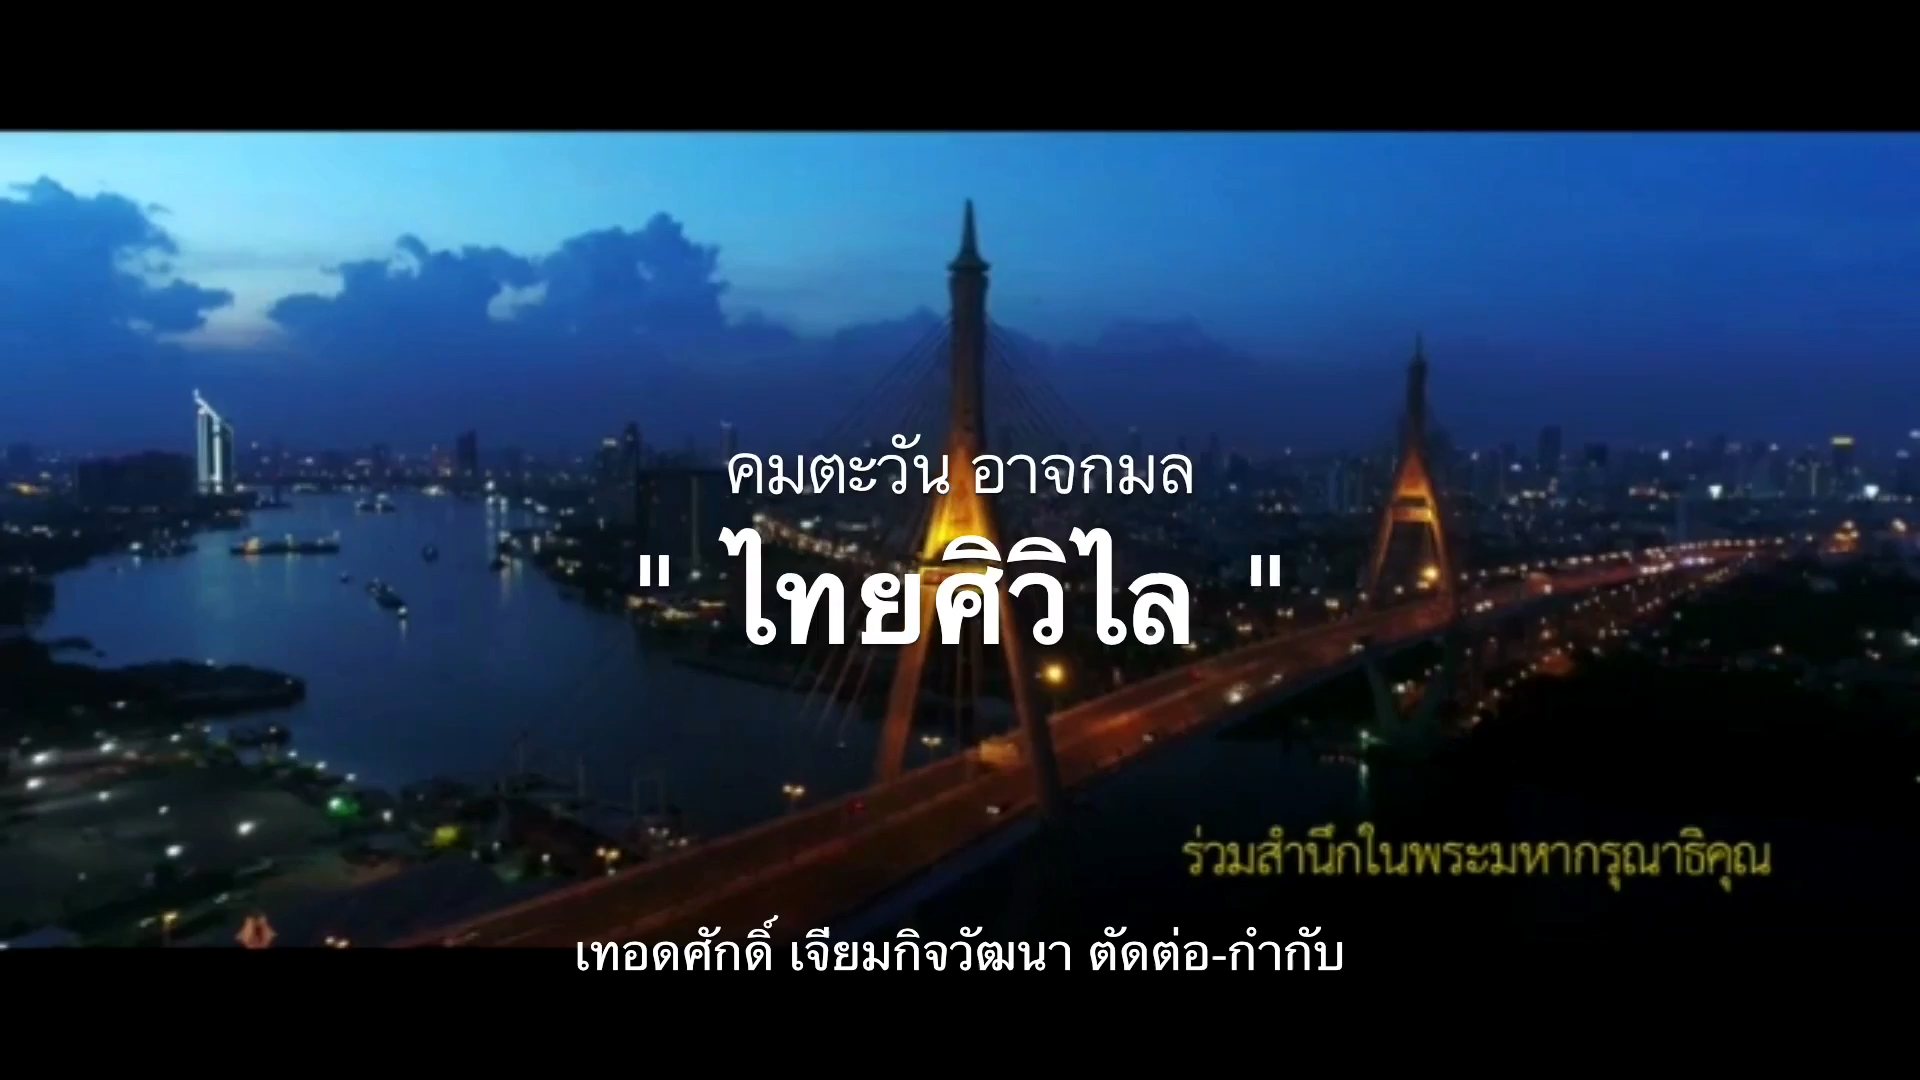 คมตะวัน อาจกมล
" ไทยศิวิไล "
ร่วมสำนึกในพระมหากรุณาธิคุณ
เทอดศักดิ์ เจียมกิจวัฒนา ตัดต่อ-กำกับ